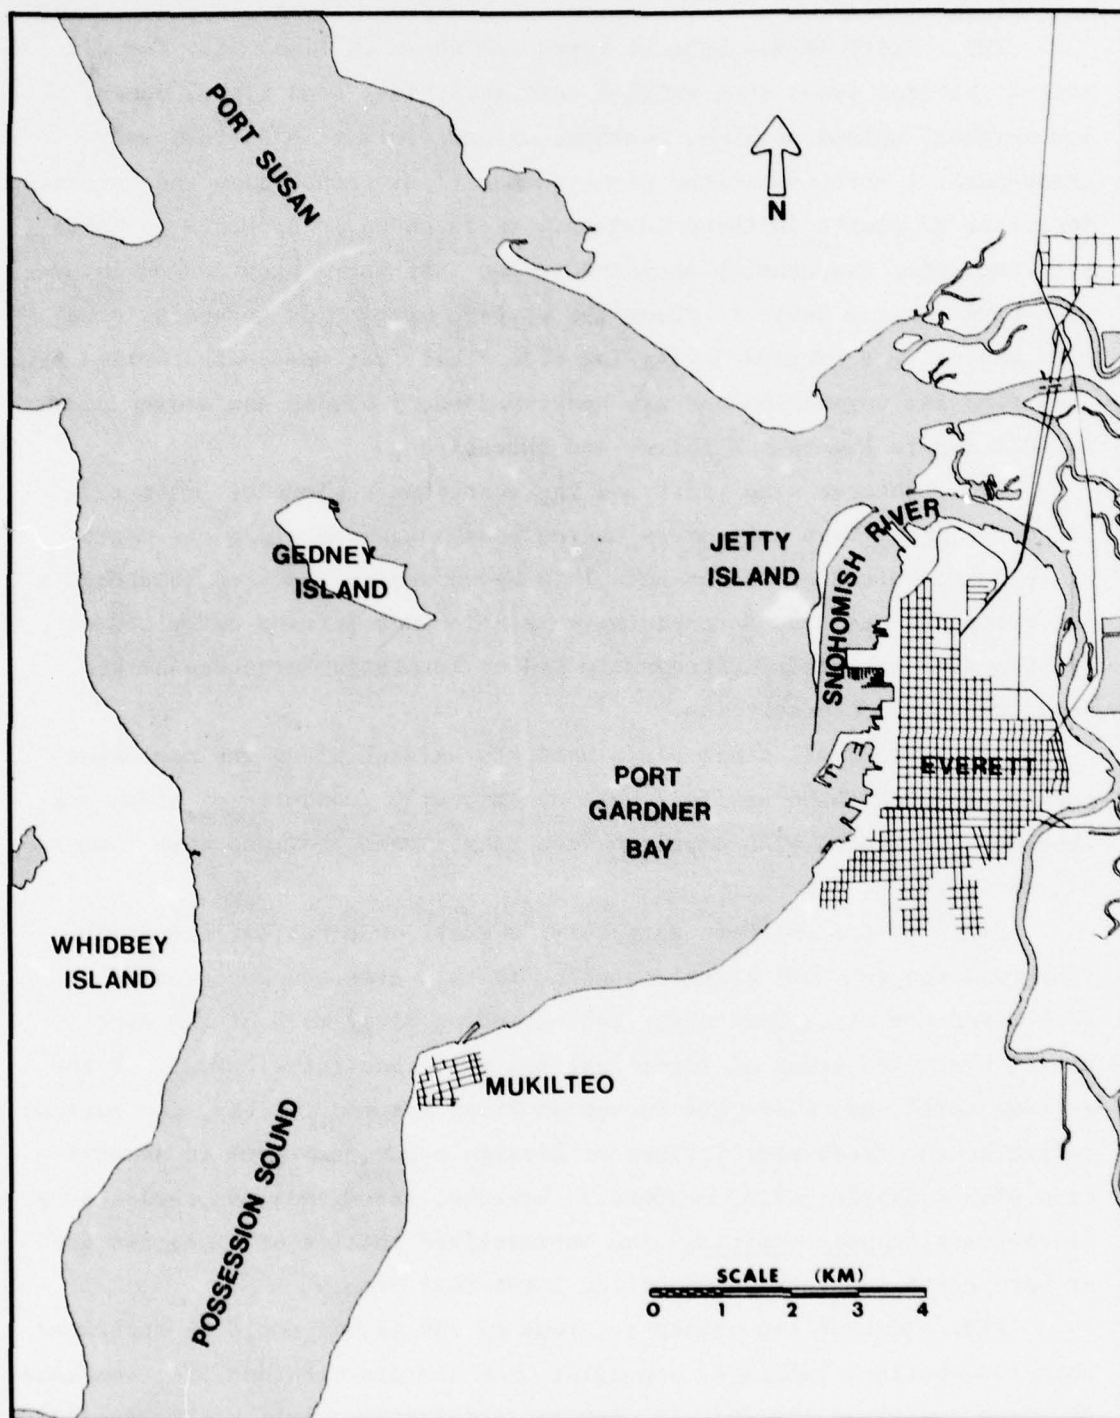 PORT SUSAN
N
GEDNEY
ISLAND
JETTY
ISLAND
SNOHOMISH RIVER
PORT
GARDNER
BAY
EVERETT
WHIDBEY
ISLAND
MUKILTEO
POSSESSION SOUND
SCALE (KM)
0 1 2 3 4